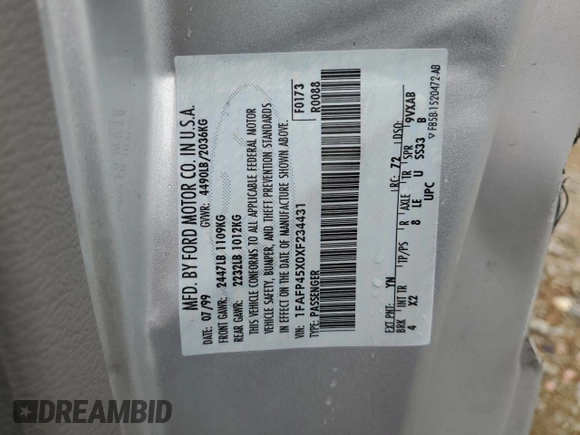 MFD. BY FORD MOTOR CO. IN U.S.A.
07/99 GVWR: 4490LB/2036KG
FRONT GAWR: 2447LB 1109KG
REAR GAWR: 2232LB 1012KG
THIS VEHICLE CONFORMS TO ALL APPLICABLE FEDERAL MOTOR
VEHICLE SAFETY, BUMPER, AND THEFT PREVENTION STANDARDS
IN EFFECT ON THE DATE OF MANUFACTURE SHOWN ABOVE.
VIN: 1FAFP45X0XF234431
TYPE: PASSENGER
F0173
R0088
EXT PNT: YN RC: 72 DSO:
BRK INT TR TP/PS R AXLE TR SPR 9VXAB
4 X2 8 LE U SS33 B
UPC
▽F85B-1520472-AB
DREAMBID